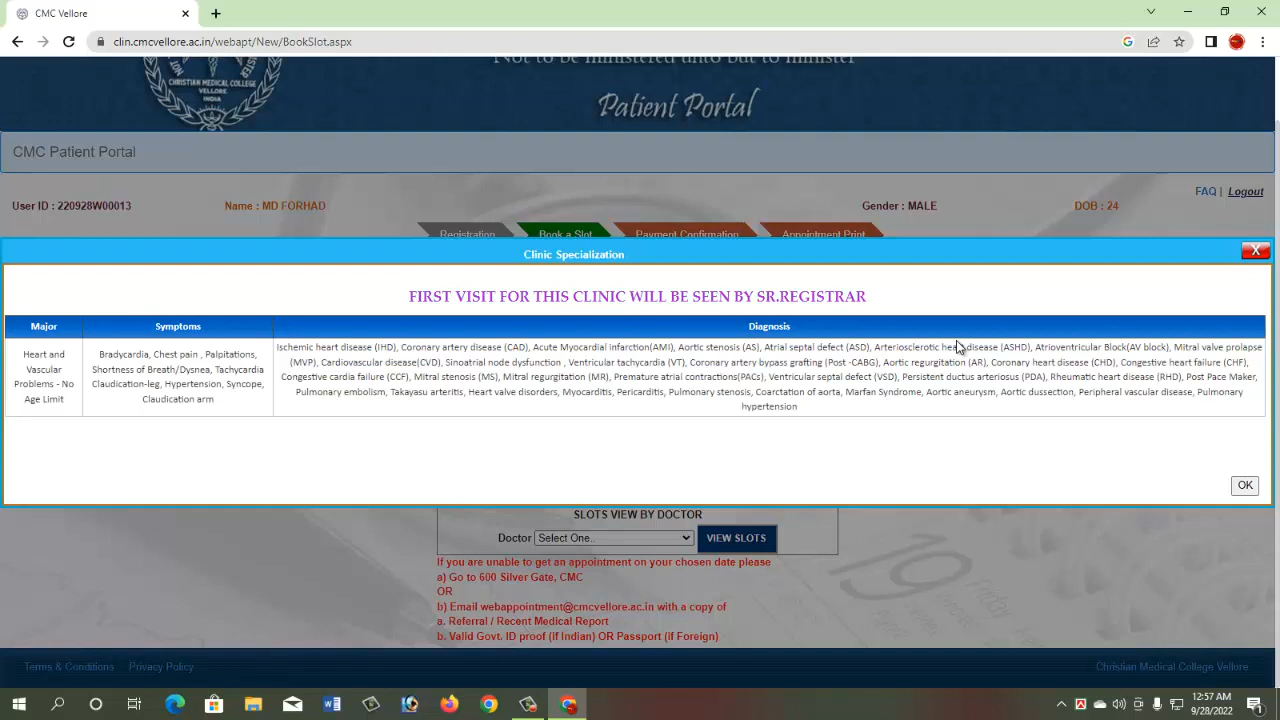 CMC Vellore
clin.cmcvellore.ac.in/webapt/New/BookSlot.aspx
Not to be ministered unto but to minister
CHRISTIAN MEDICAL COLLEGE
VELLORE
INDIA
Patient Portal
CMC Patient Portal
FAQ | Logout
User ID : 220928W00013 Name : MD FORHAD Gender : MALE DOB : 24
Registration Book a Slot Payment Confirmation Appointment Print
Clinic Specialization X
FIRST VISIT FOR THIS CLINIC WILL BE SEEN BY SR.REGISTRAR
Major Symptoms Diagnosis
Heart and
Vascular
Problems - No
Age Limit
Bradycardia, Chest pain , Palpitations,
Shortness of Breath/Dysnea, Tachycardia
Claudication-leg, Hypertension, Syncope,
Claudication arm
Ischemic heart disease (IHD), Coronary artery disease (CAD), Acute Myocardial infarction(AMI), Aortic stenosis (AS), Atrial septal defect (ASD), Arteriosclerotic heart disease (ASHD), Atrioventricular Block(AV block), Mitral valve prolapse
(MVP), Cardiovascular disease(CVD), Sinoatrial node dysfunction , Ventricular tachycardia (VT), Coronary artery bypass grafting (Post -CABG), Aortic regurgitation (AR), Coronary heart disease (CHD), Congestive heart failure (CHF),
Congestive cardia failure (CCF), Mitral stenosis (MS), Mitral regurgitation (MR), Premature atrial contractions(PACs), Ventricular septal defect (VSD), Persistent ductus arteriosus (PDA), Rheumatic heart disease (RHD), Post Pace Maker,
Pulmonary embolism, Takayasu arteritis, Heart valve disorders, Myocarditis, Pericarditis, Pulmonary stenosis, Coarctation of aorta, Marfan Syndrome, Aortic aneurysm, Aortic dussection, Peripheral vascular disease, Pulmonary
hypertension
OK
SLOTS VIEW BY DOCTOR
Doctor Select One.. VIEW SLOTS
If you are unable to get an appointment on your chosen date please
a) Go to 600 Silver Gate, CMC
OR
b) Email webappointment@cmcvellore.ac.in with a copy of
a. Referral / Recent Medical Report
b. Valid Govt. ID proof (if Indian) OR Passport (if Foreign)
Terms & Conditions Privacy Policy Christian Medical College Vellore
12:57 AM
9/28/2022